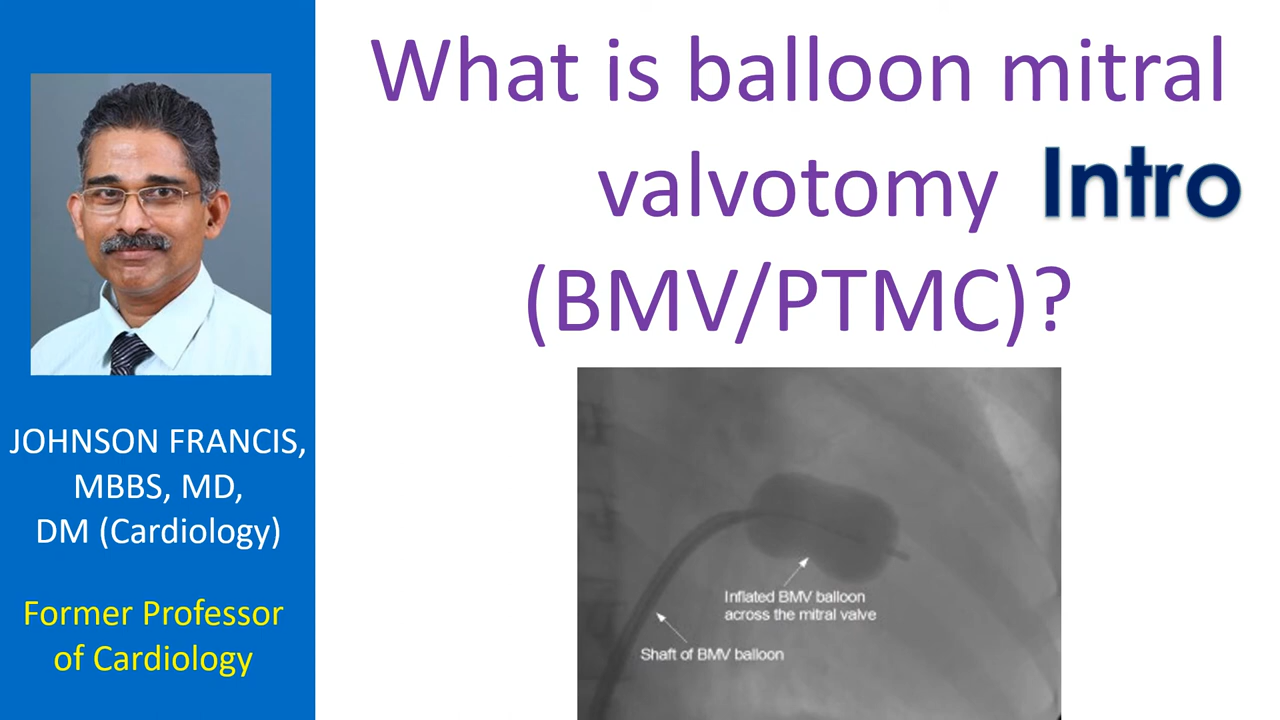 What is balloon mitral
valvotomy Intro
(BMV/PTMC)?
JOHNSON FRANCIS,
MBBS, MD,
DM (Cardiology)
Former Professor
of Cardiology
Inflated BMV balloon
across the mitral valve
Shaft of BMV balloon